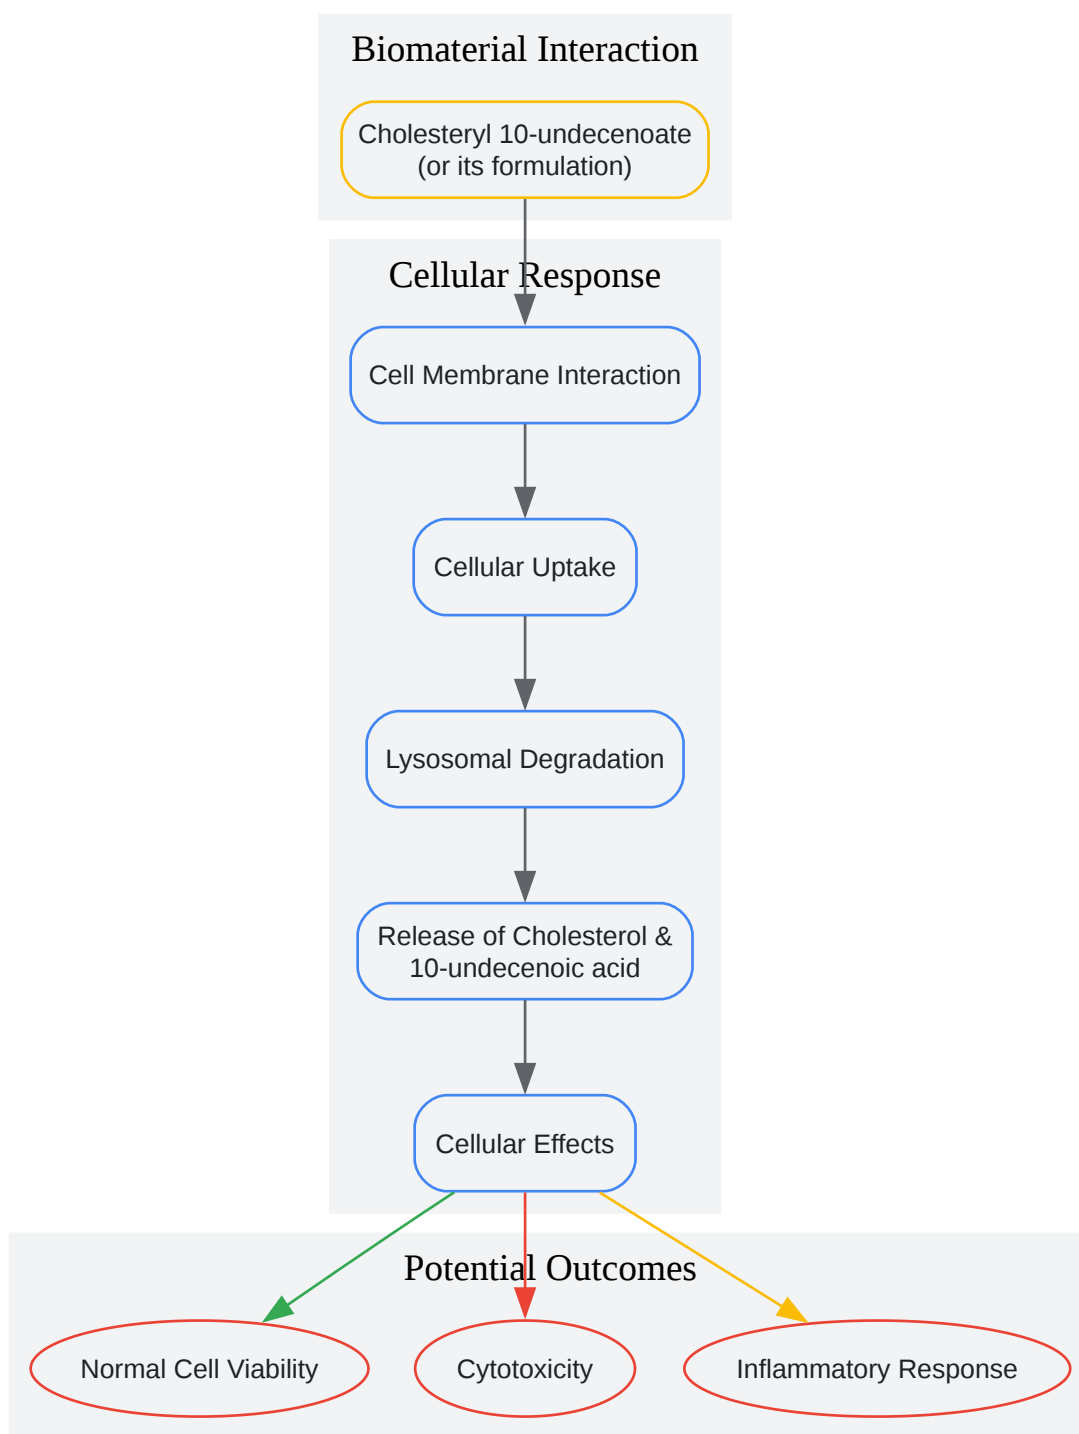 Biomaterial Interaction
Cholesteryl 10-undecenoate
(or its formulation)
Cellular Response
Cell Membrane Interaction
Cellular Uptake
Lysosomal Degradation
Release of Cholesterol &
10-undecenoic acid
Cellular Effects
Potential Outcomes
Normal Cell Viability
Cytotoxicity
Inflammatory Response